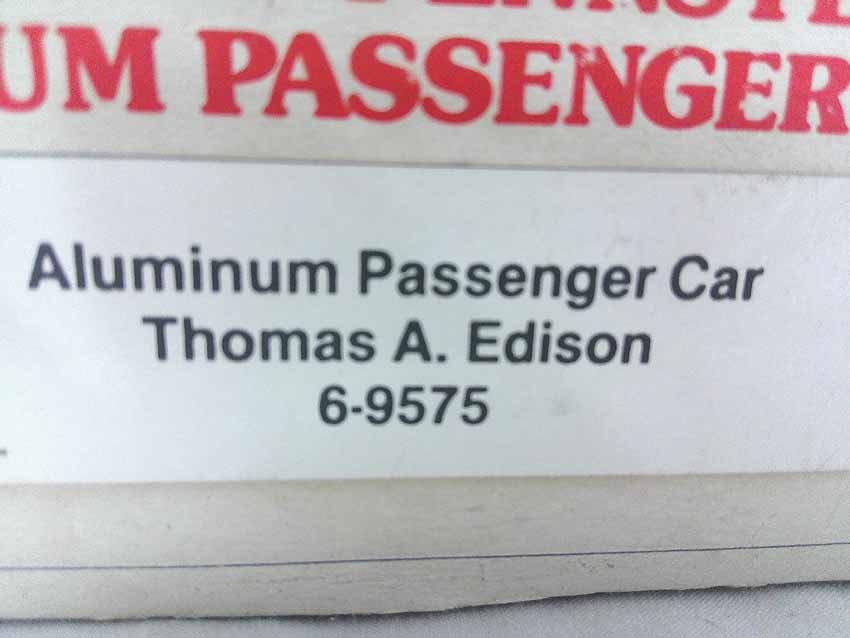 UM PASSENGER
Aluminum Passenger Car
Thomas A. Edison
6-9575